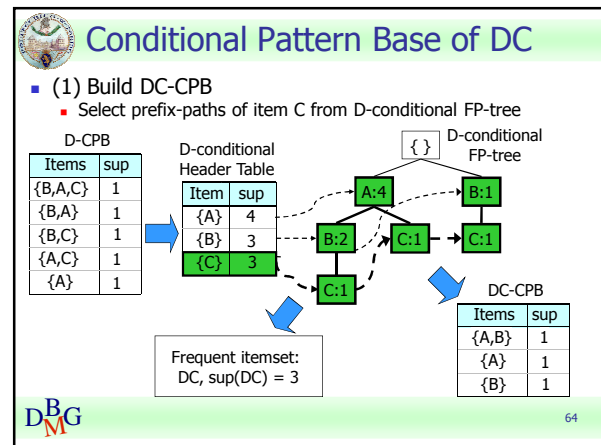 Conditional Pattern Base of DC
(1) Build DC-CPB
Select prefix-paths of item C from D-conditional FP-tree
D-CPB
Items sup
{B,A,C} 1
{B,A} 1
{B,C} 1
{A,C} 1
{A} 1
D-conditional
Header Table
Item sup
{A} 4
{B} 3
{C} 3
{ }
D-conditional
FP-tree
A:4
B:1
B:2
C:1
C:1
C:1
DC-CPB
Items sup
{A,B} 1
{A} 1
{B} 1
Frequent itemset:
DC, sup(DC) = 3
DBMG
64